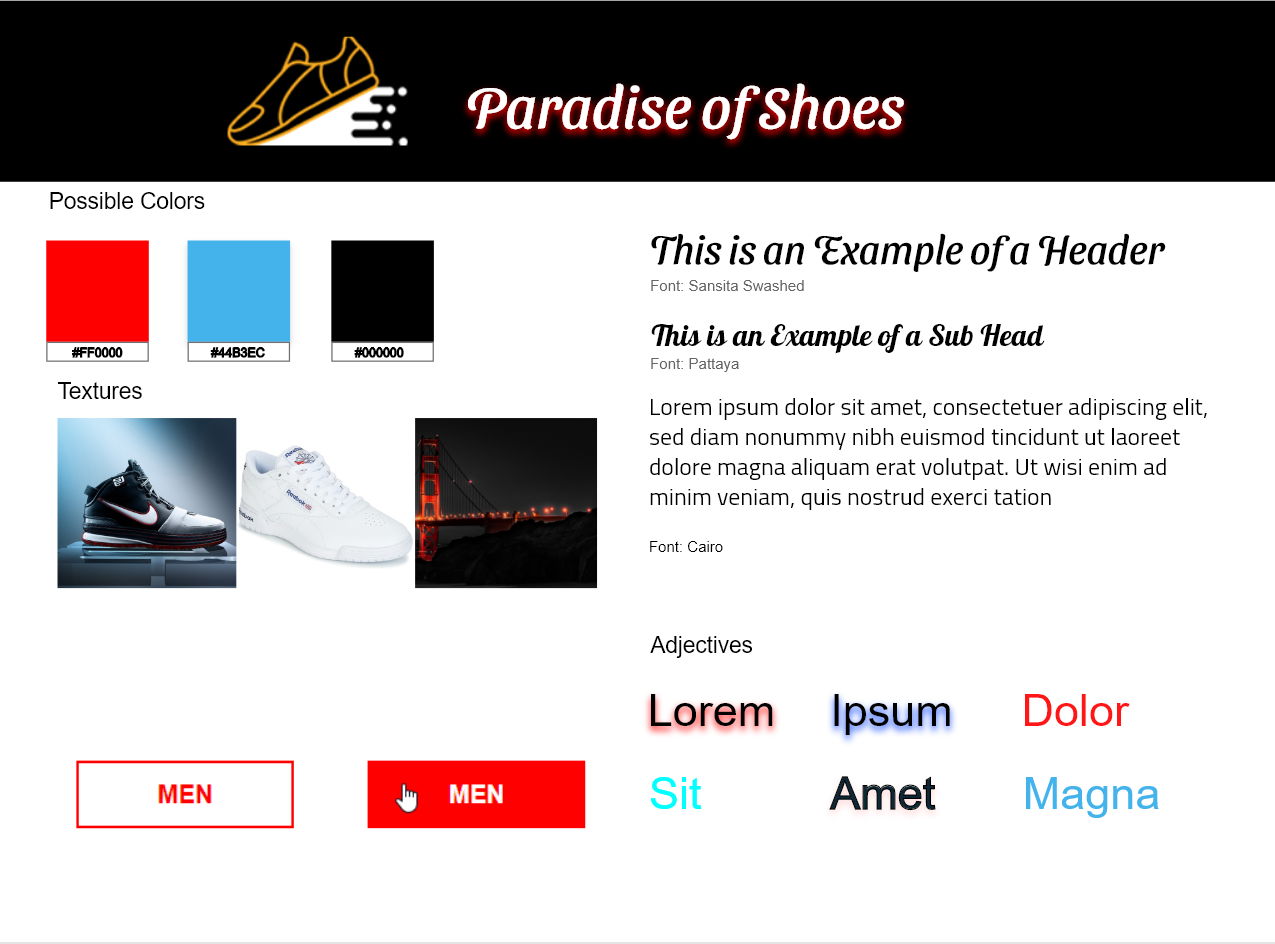 Paradise of Shoes
Possible Colors
#FF0000
#44B3EC
#000000
Textures
Reebok
Reebok
This is an Example of a Header
Font: Sansita Swashed
This is an Example of a Sub Head
Font: Pattaya
Lorem ipsum dolor sit amet, consectetuer adipiscing elit,
sed diam nonummy nibh euismod tincidunt ut laoreet
dolore magna aliquam erat volutpat. Ut wisi enim ad
minim veniam, quis nostrud exerci tation
Font: Cairo
Adjectives
Lorem
Ipsum
Dolor
Sit
Amet
Magna
MEN
MEN